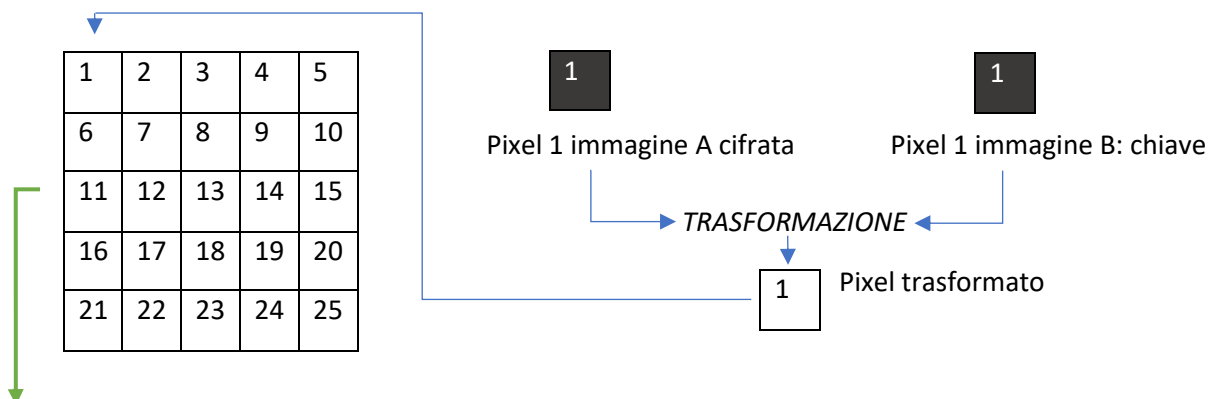 1 2 3 4 5
6 7 8 9 10
11 12 13 14 15
16 17 18 19 20
21 22 23 24 25
1
Pixel 1 immagine A cifrata
1
Pixel 1 immagine B: chiave
TRASFORMAZIONE
1
Pixel trasformato